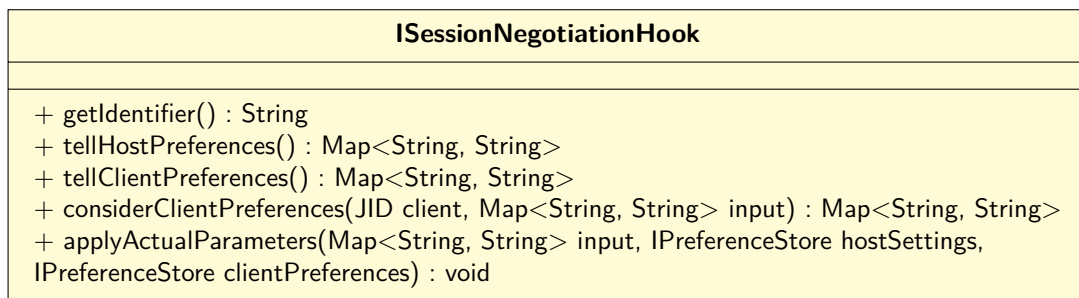 ISessionNegotiationHook
+ getIdentifier() : String
+ tellHostPreferences() : Map<String, String>
+ tellClientPreferences() : Map<String, String>
+ considerClientPreferences(JID client, Map<String, String> input) : Map<String, String>
+ applyActualParameters(Map<String, String> input, IPreferenceStore hostSettings,
IPreferenceStore clientPreferences) : void